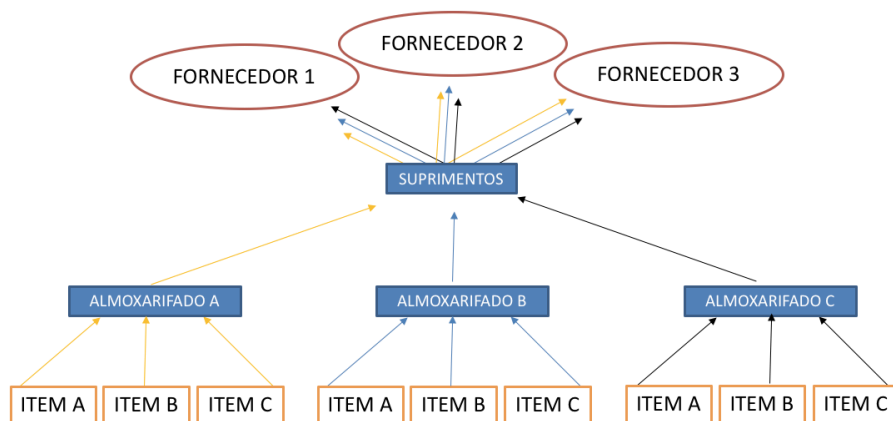 FORNECEDOR 1
FORNECEDOR 2
FORNECEDOR 3
SUPRIMENTOS
ALMOXARIFADO A
ALMOXARIFADO B
ALMOXARIFADO C
ITEM A
ITEM B
ITEM C
ITEM A
ITEM B
ITEM C
ITEM A
ITEM B
ITEM C